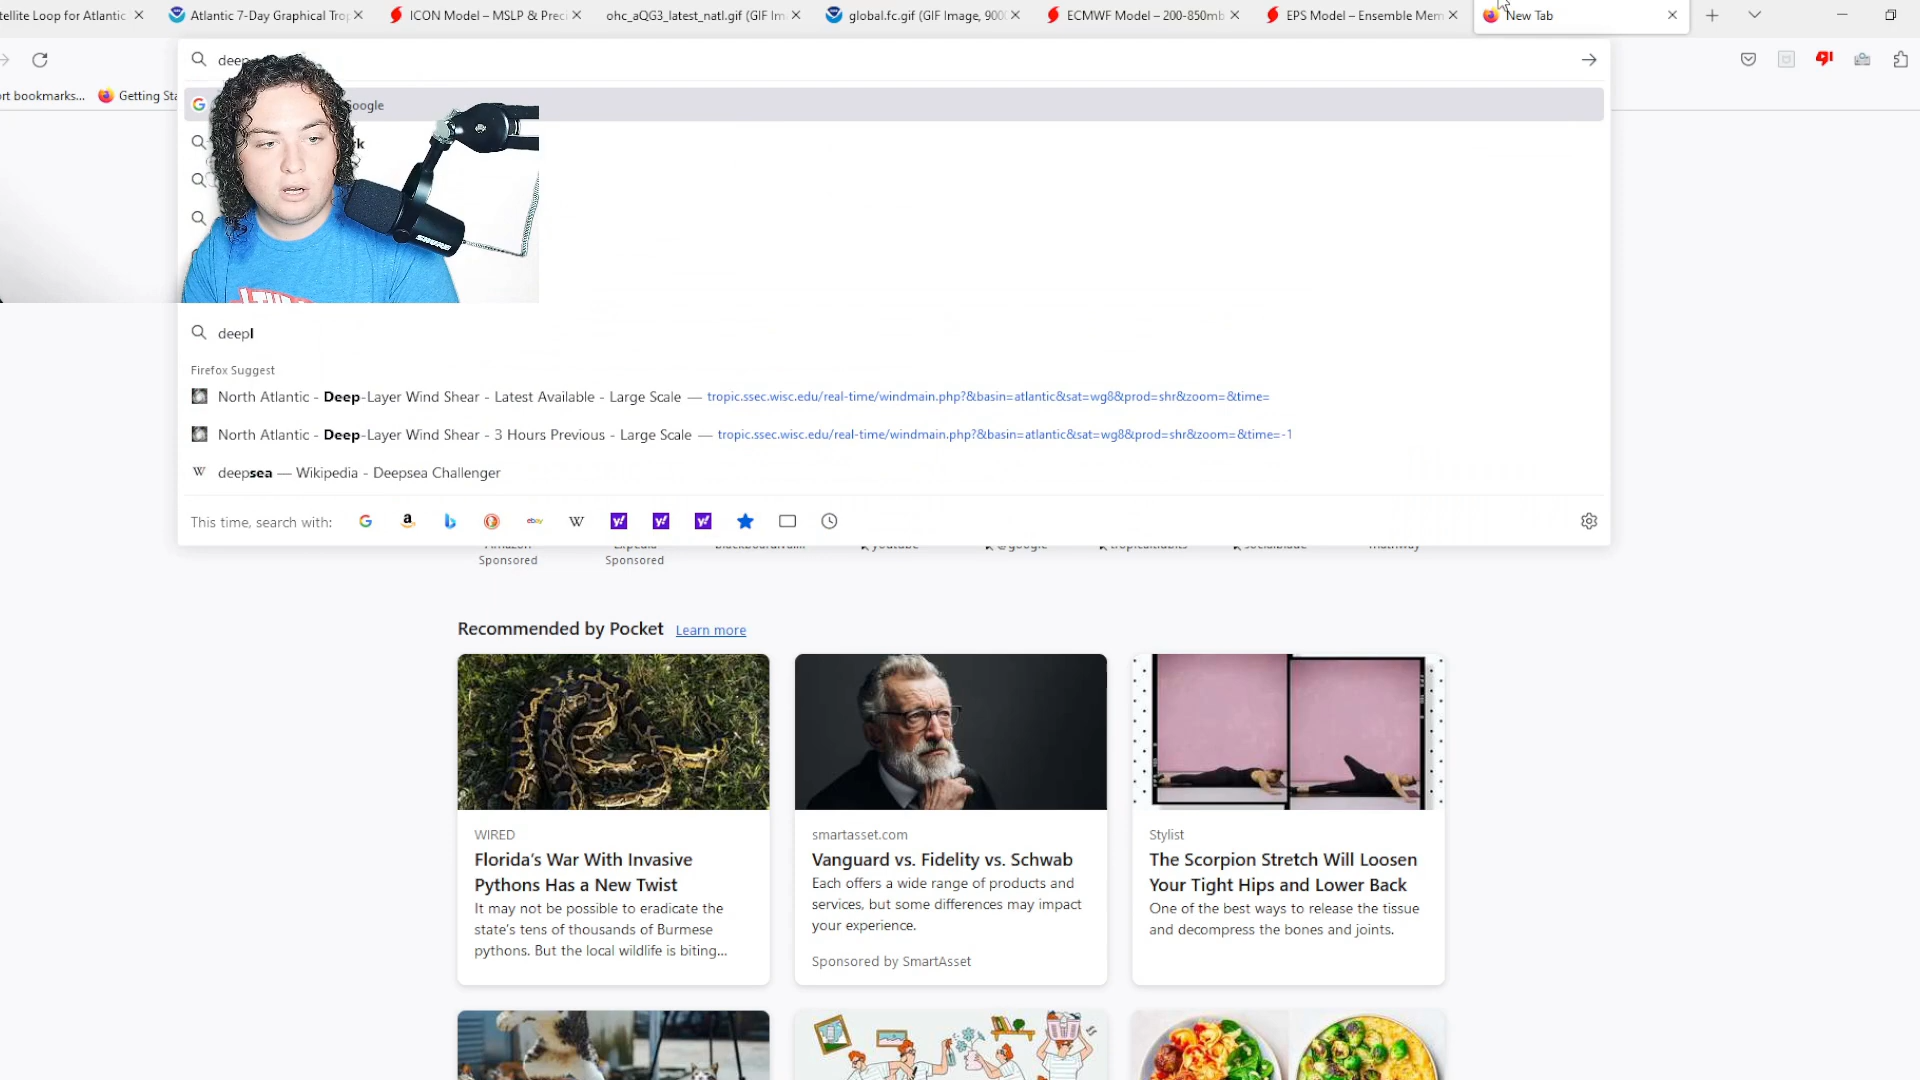 tellite Loop for Atlantic
Atlantic 7-Day Graphical Tro
ICON Model – MSLP & Preci
ohc_aQG3_latest_natl.gif (GIF Im
global.fc.gif (GIF Image, 900
ECMWF Model – 200-850mb
EPS Model – Ensemble Mem
New Tab
deep
rt bookmarks...
Getting Sta
Google
rk
SHURE
deepl
Firefox Suggest
North Atlantic - Deep-Layer Wind Shear - Latest Available - Large Scale — tropic.ssec.wisc.edu/real-time/windmain.php?&basin=atlantic&sat=wg8&prod=shr&zoom=&time=
North Atlantic - Deep-Layer Wind Shear - 3 Hours Previous - Large Scale — tropic.ssec.wisc.edu/real-time/windmain.php?&basin=atlantic&sat=wg8&prod=shr&zoom=&time=-1
W deepsea — Wikipedia - Deepsea Challenger
This time, search with:
Sponsored
Sponsored
Recommended by Pocket Learn more
WIRED
Florida's War With Invasive
Pythons Has a New Twist
It may not be possible to eradicate the
state's tens of thousands of Burmese
pythons. But the local wildlife is biting...
smartasset.com
Vanguard vs. Fidelity vs. Schwab
Each offers a wide range of products and
services, but some differences may impact
your experience.
Sponsored by SmartAsset
Stylist
The Scorpion Stretch Will Loosen
Your Tight Hips and Lower Back
One of the best ways to release the tissue
and decompress the bones and joints.